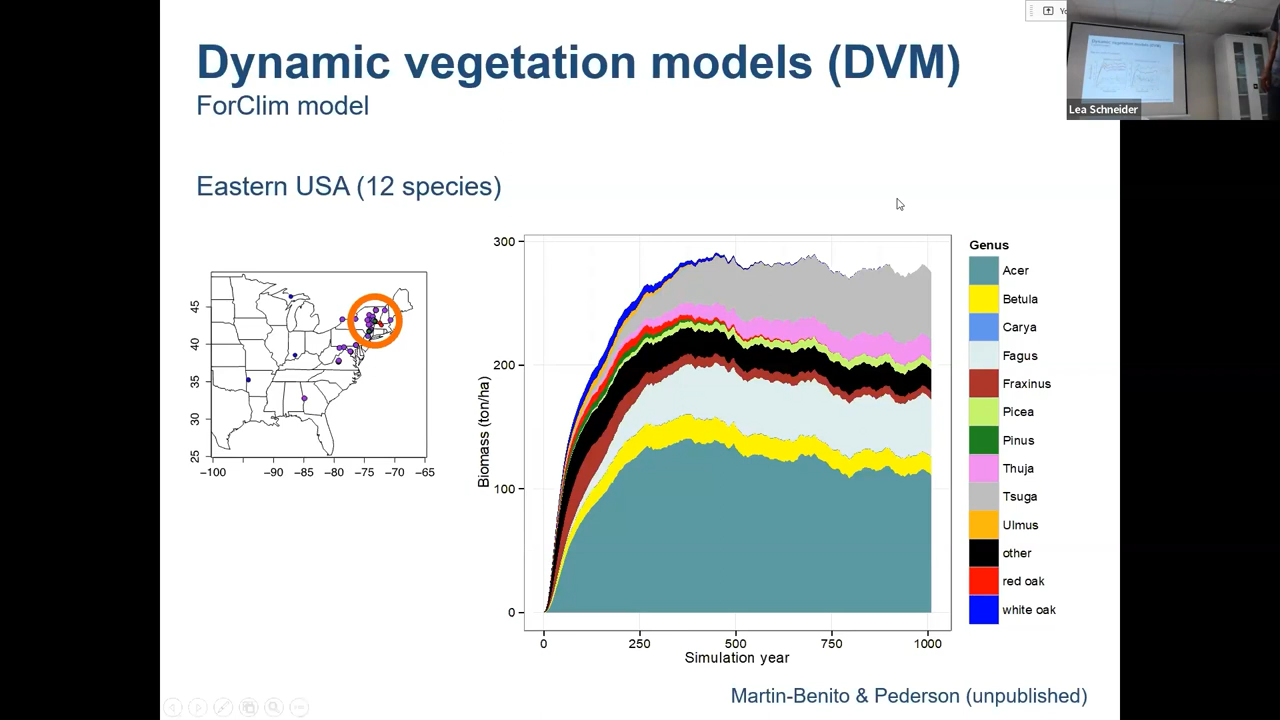 Dynamic vegetation models (DVM)
ForClim model
Lea Schneider
Eastern USA (12 species)
45
40
35
30
25
−100
−90
−85
−80
−75
−70
−65
300
200
100
0
Biomass (ton/ha)
0
250
500
750
1000
Simulation year
Genus
Acer
Betula
Carya
Fagus
Fraxinus
Picea
Pinus
Thuja
Tsuga
Ulmus
other
red oak
white oak
Martin-Benito & Pederson (unpublished)